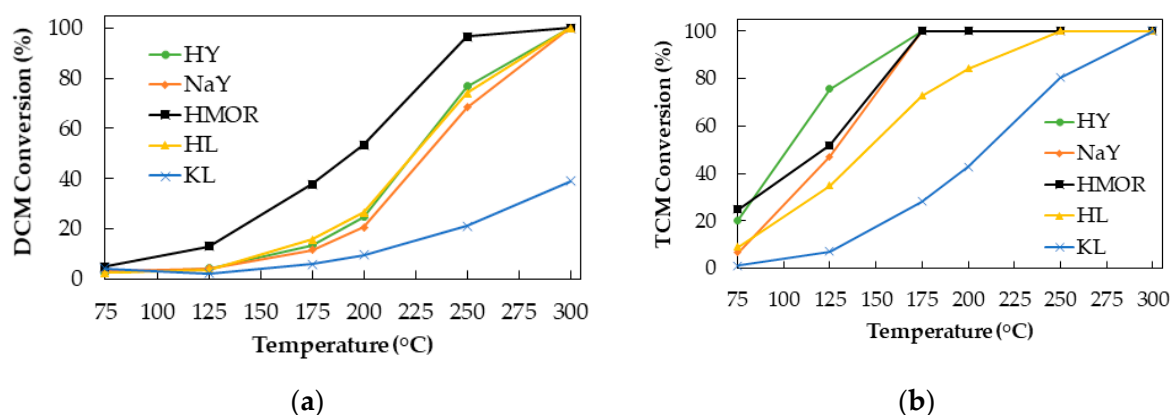 DCM Conversion (%)
100
80
60
40
20
0
HY
NaY
HMOR
HL
KL
75 100 125 150 175 200 225 250 275 300
Temperature (°C)
(a)
TCM Conversion (%)
100
80
60
40
20
0
HY
NaY
HMOR
HL
KL
75 100 125 150 175 200 225 250 275 300
Temperature (°C)
(b)